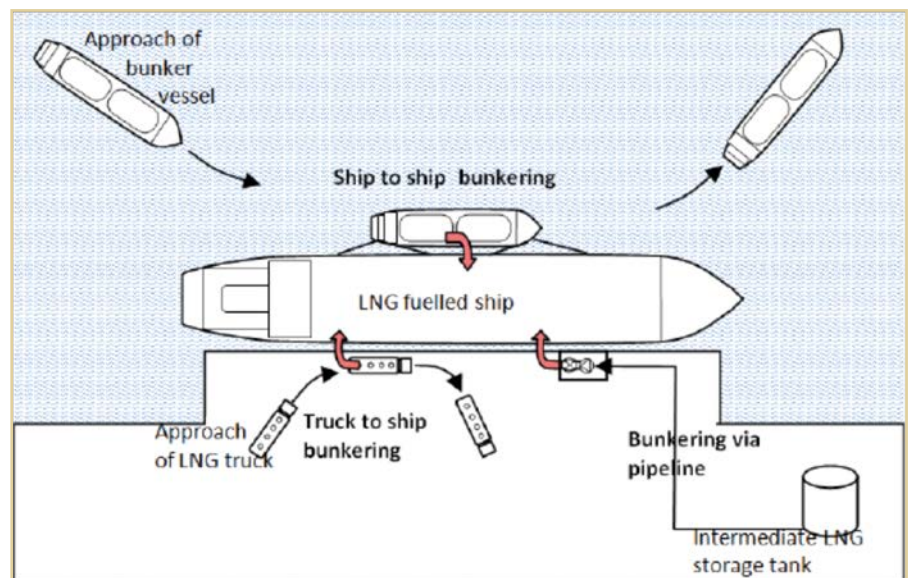 Approach of
bunker
vessel
Ship to ship bunkering
LNG fuelled ship
Approach
of LNG truck
Truck to ship
bunkering
Bunkering via
pipeline
Intermediate LNG
storage tank